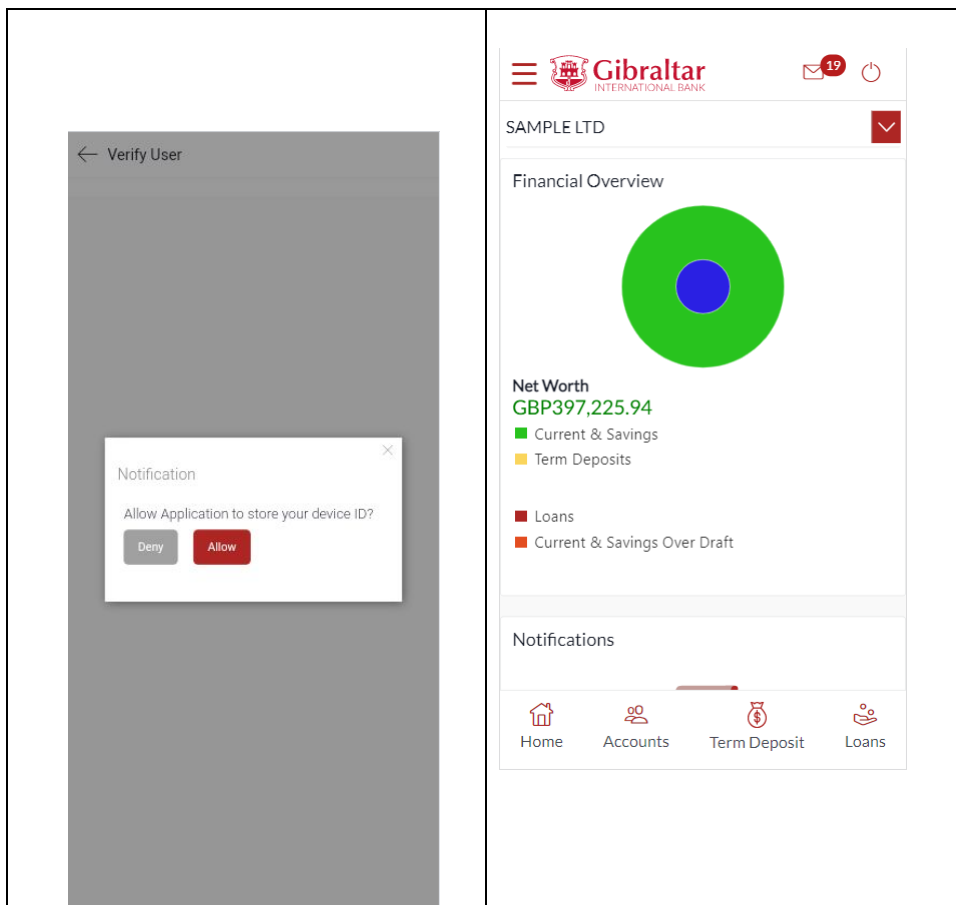 ← Verify User
Notification
Allow Application to store your device ID?
Deny
Allow
Gibraltar
INTERNATIONAL BANK
19
SAMPLE LTD
Financial Overview
Net Worth
GBP397,225.94
Current & Savings
Term Deposits
Loans
Current & Savings Over Draft
Notifications
Home Accounts Term Deposit Loans